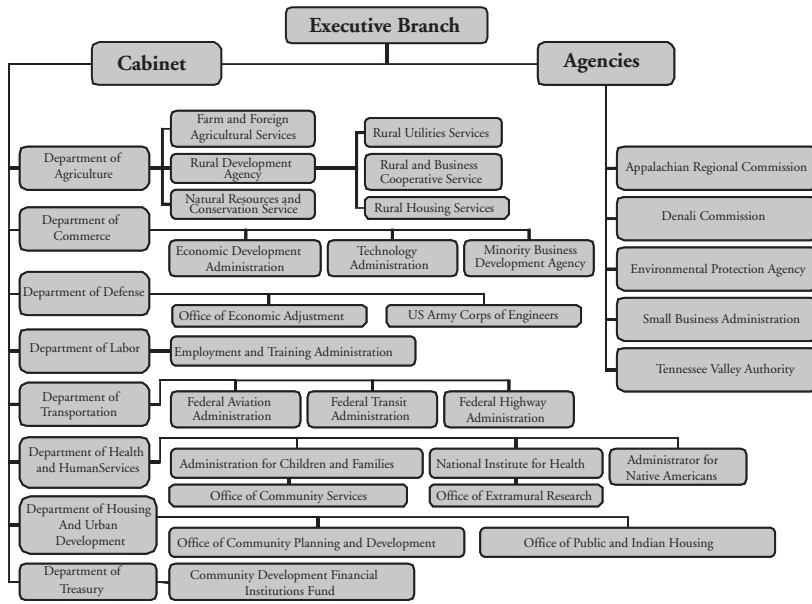 Executive Branch
Cabinet
Agencies
Department of
Agriculture
Farm and Foreign
Agricultural Services
Rural Development
Agency
Natural Resources and
Conservation Service
Rural Utilities Services
Rural and Business
Cooperative Service
Rural Housing Services
Department of
Commerce
Economic Development
Administration
Technology
Administration
Minority Business
Development Agency
Department of Defense
Office of Economic Adjustment
US Army Corps of Engineers
Department of Labor
Employment and Training Administration
Department of
Transportation
Federal Aviation
Administration
Federal Transit
Administration
Federal Highway
Administration
Department of Health
and HumanServices
Administration for Children and Families
Office of Community Services
National Institute for Health
Office of Extramural Research
Administrator for
Native Americans
Department of Housing
And Urban
Development
Office of Community Planning and Development
Office of Public and Indian Housing
Department of
Treasury
Community Development Financial
Institutions Fund
Appalachian Regional Commission
Denali Commission
Environmental Protection Agency
Small Business Administration
Tennessee Valley Authority